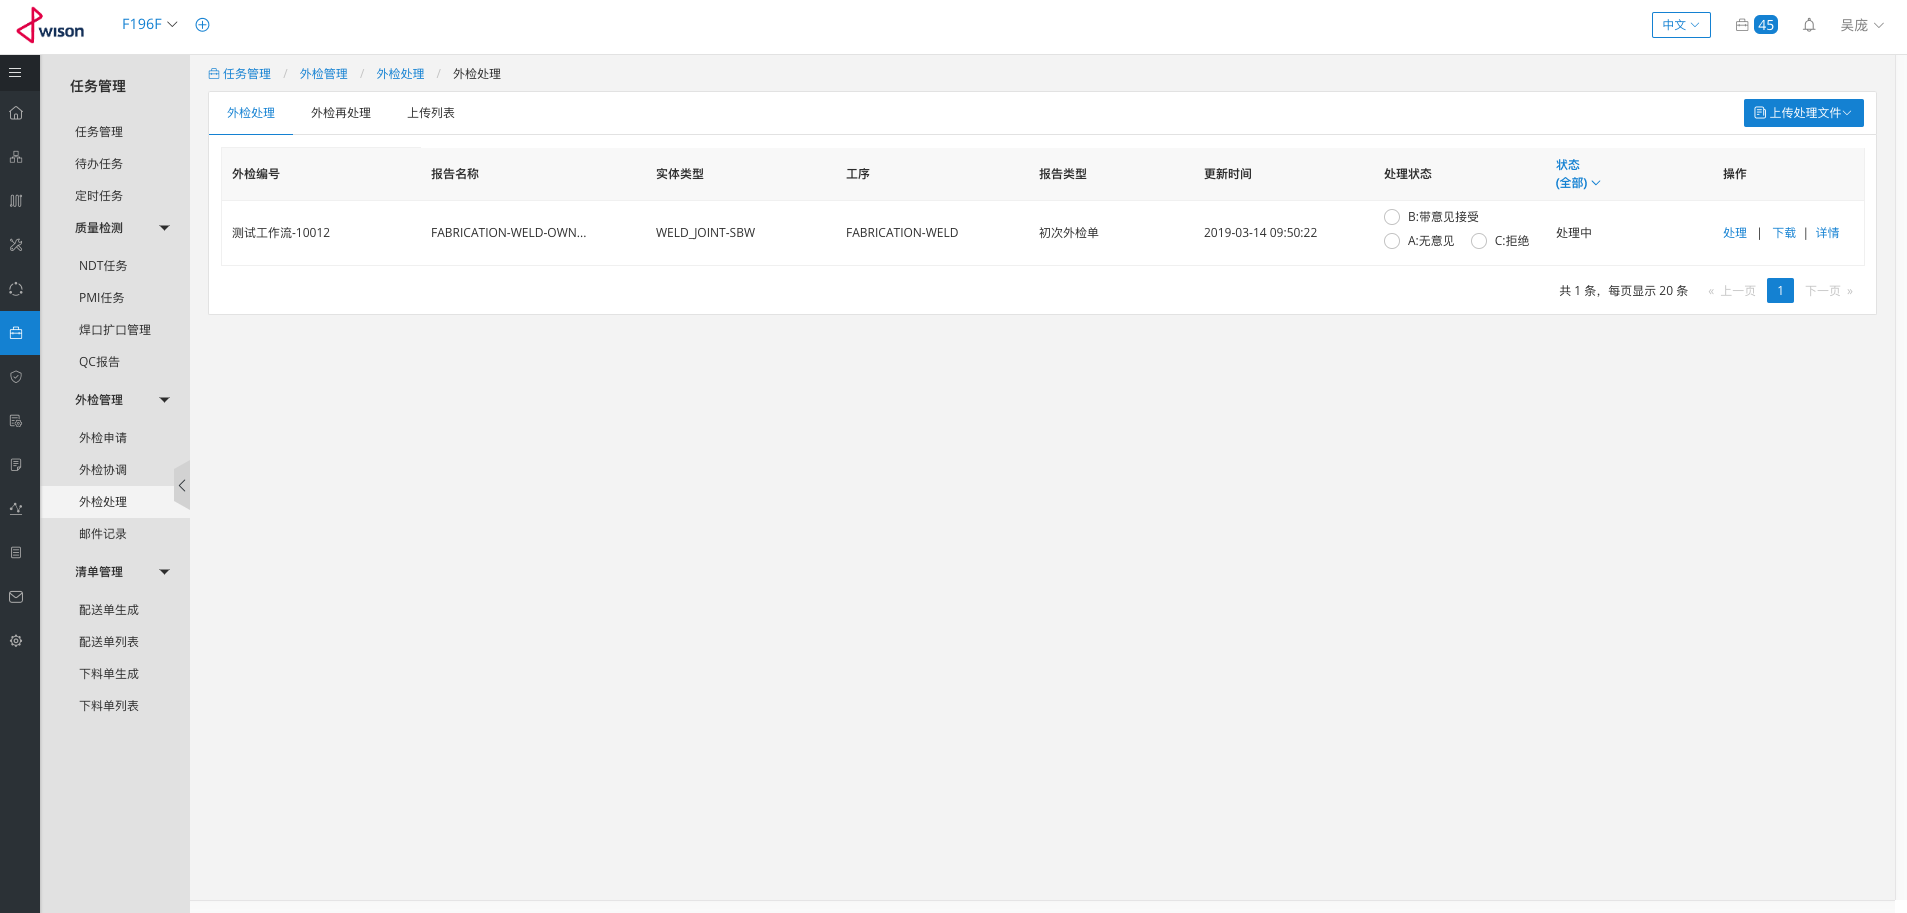 wison
F196F
中文
45
吴庞
任务管理
任务管理
待办任务
定时任务
质量检测
NDT任务
PMI任务
焊口扩口管理
QC报告
外检管理
外检申请
外检协调
外检处理
邮件记录
清单管理
配送单生成
配送单列表
下料单生成
下料单列表
任务管理 / 外检管理 / 外检处理 / 外检处理
外检处理 外检再处理 上传列表 上传处理文件
外检编号 报告名称 实体类型 工序 报告类型 更新时间 处理状态 状态 (全部) 操作
测试工作流-10012 FABRICATION-WELD-OWN... WELD_JOINT-SBW FABRICATION-WELD 初次外检单 2019-03-14 09:50:22
B:带意见接受
A:无意见 C:拒绝
处理中 处理 | 下载 | 详情
共 1 条，每页显示 20 条 « 上一页 1 下一页 »